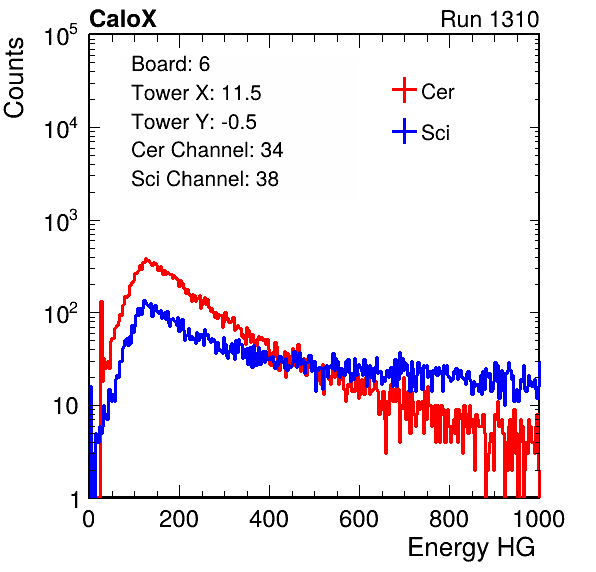 CaloX Run 1310
Counts
Board: 6
Tower X: 11.5
Tower Y: -0.5
Cer Channel: 34
Sci Channel: 38
Cer
Sci
10^5
10^4
10^3
10^2
10
1
0 200 400 600 800 1000
Energy HG